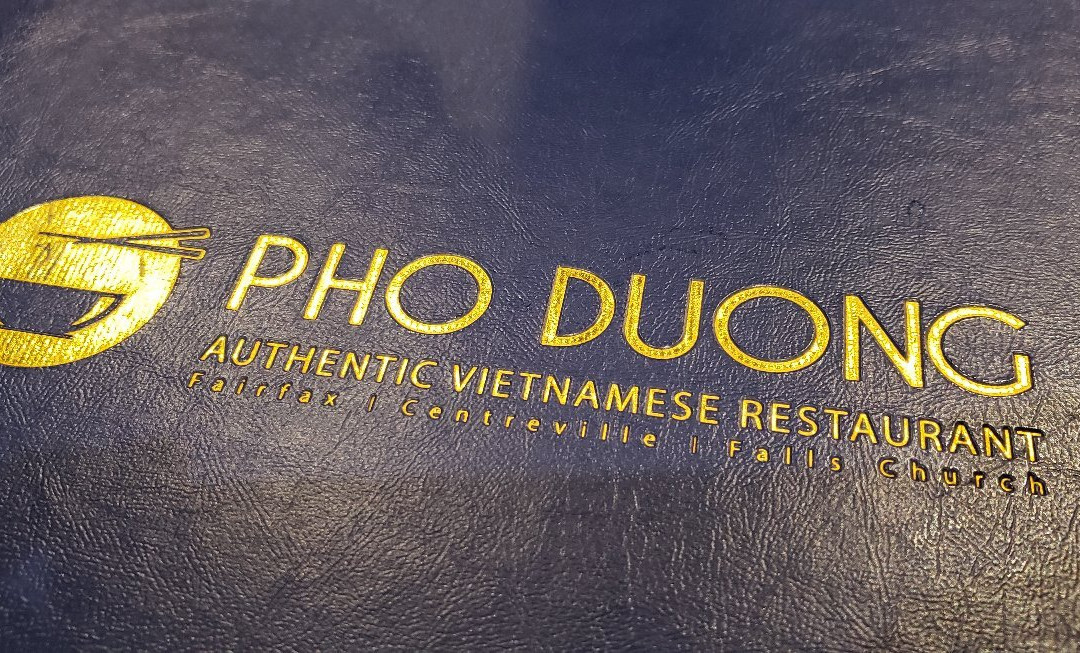 PHO DUONG
AUTHENTIC VIETNAMESE RESTAURANT
Fairfax | Centreville | Falls Church